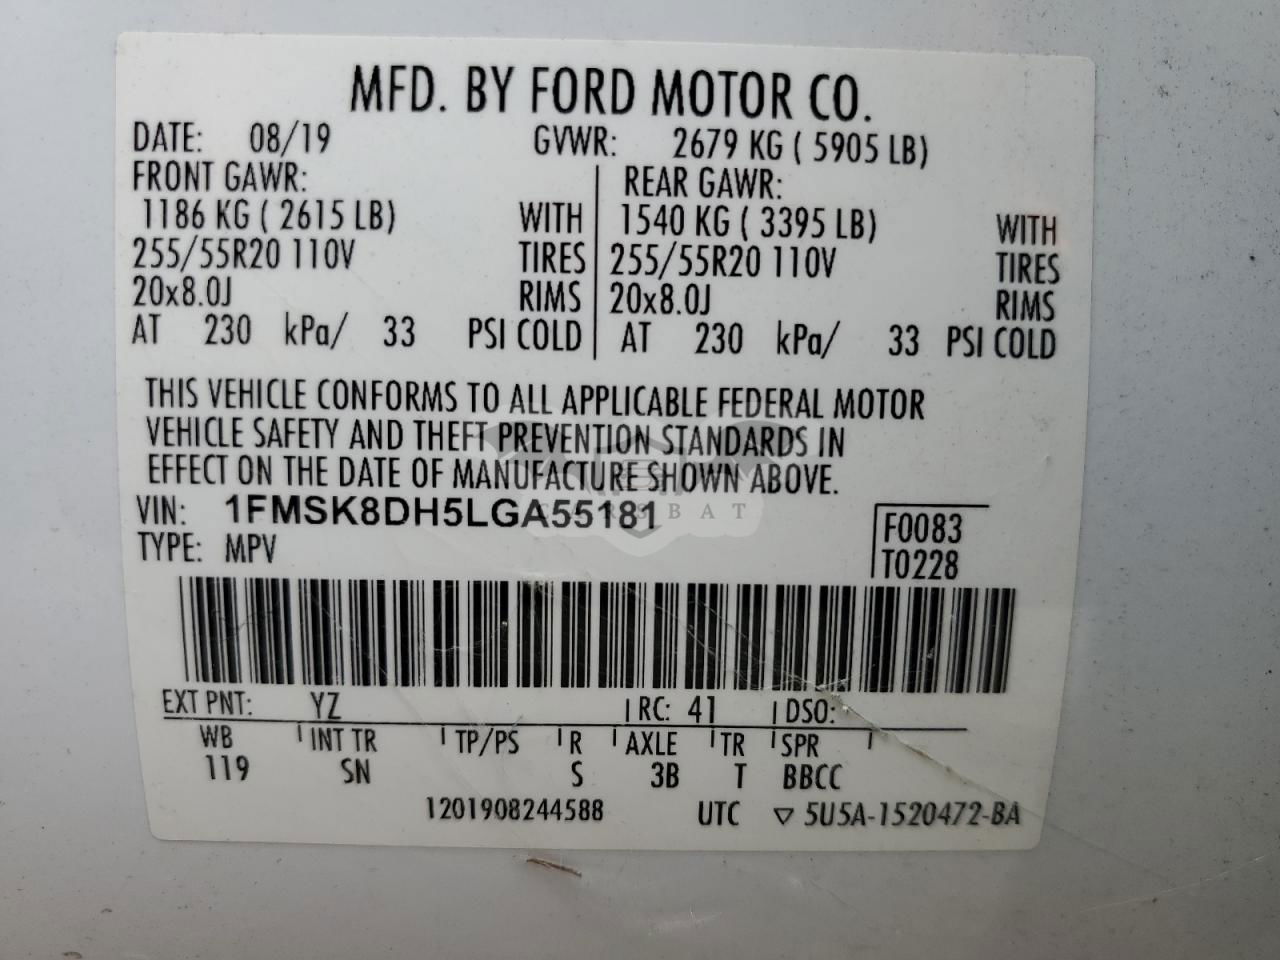 MFD. BY FORD MOTOR CO.
DATE: 08/19 GVWR: 2679 KG ( 5905 LB)
FRONT GAWR: REAR GAWR:
1186 KG ( 2615 LB) WITH 1540 KG ( 3395 LB) WITH
255/55R20 110V TIRES 255/55R20 110V TIRES
20x8.0J RIMS 20x8.0J RIMS
AT 230 kPa/ 33 PSI COLD AT 230 kPa/ 33 PSI COLD
THIS VEHICLE CONFORMS TO ALL APPLICABLE FEDERAL MOTOR
VEHICLE SAFETY AND THEFT PREVENTION STANDARDS IN
EFFECT ON THE DATE OF MANUFACTURE SHOWN ABOVE.
VIN: 1FMSK8DH5LGA55181
F0083
TYPE: MPV
T0228
EXT PNT: YZ RC: 41 DSO:
WB INT TR TP/PS R AXLE TR SPR
119 SN S 3B T BBCC
1201908244588 UTC ▽ 5U5A-1520472-BA